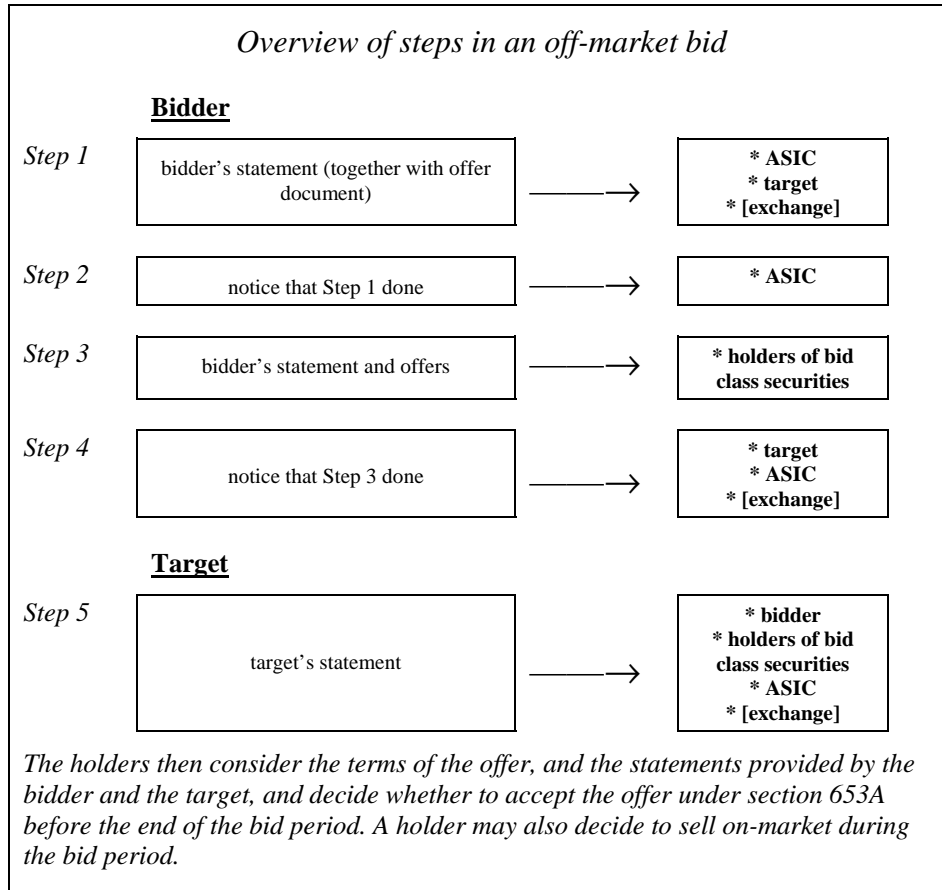 Overview of steps in an off-market bid
Bidder
Step 1
bidder’s statement (together with offer
document)
* ASIC
* target
* [exchange]
Step 2
notice that Step 1 done
* ASIC
Step 3
bidder’s statement and offers
* holders of bid
class securities
Step 4
notice that Step 3 done
* target
* ASIC
* [exchange]
Target
Step 5
target’s statement
* bidder
* holders of bid
class securities
* ASIC
* [exchange]
The holders then consider the terms of the offer, and the statements provided by the
bidder and the target, and decide whether to accept the offer under section 653A
before the end of the bid period. A holder may also decide to sell on-market during
the bid period.